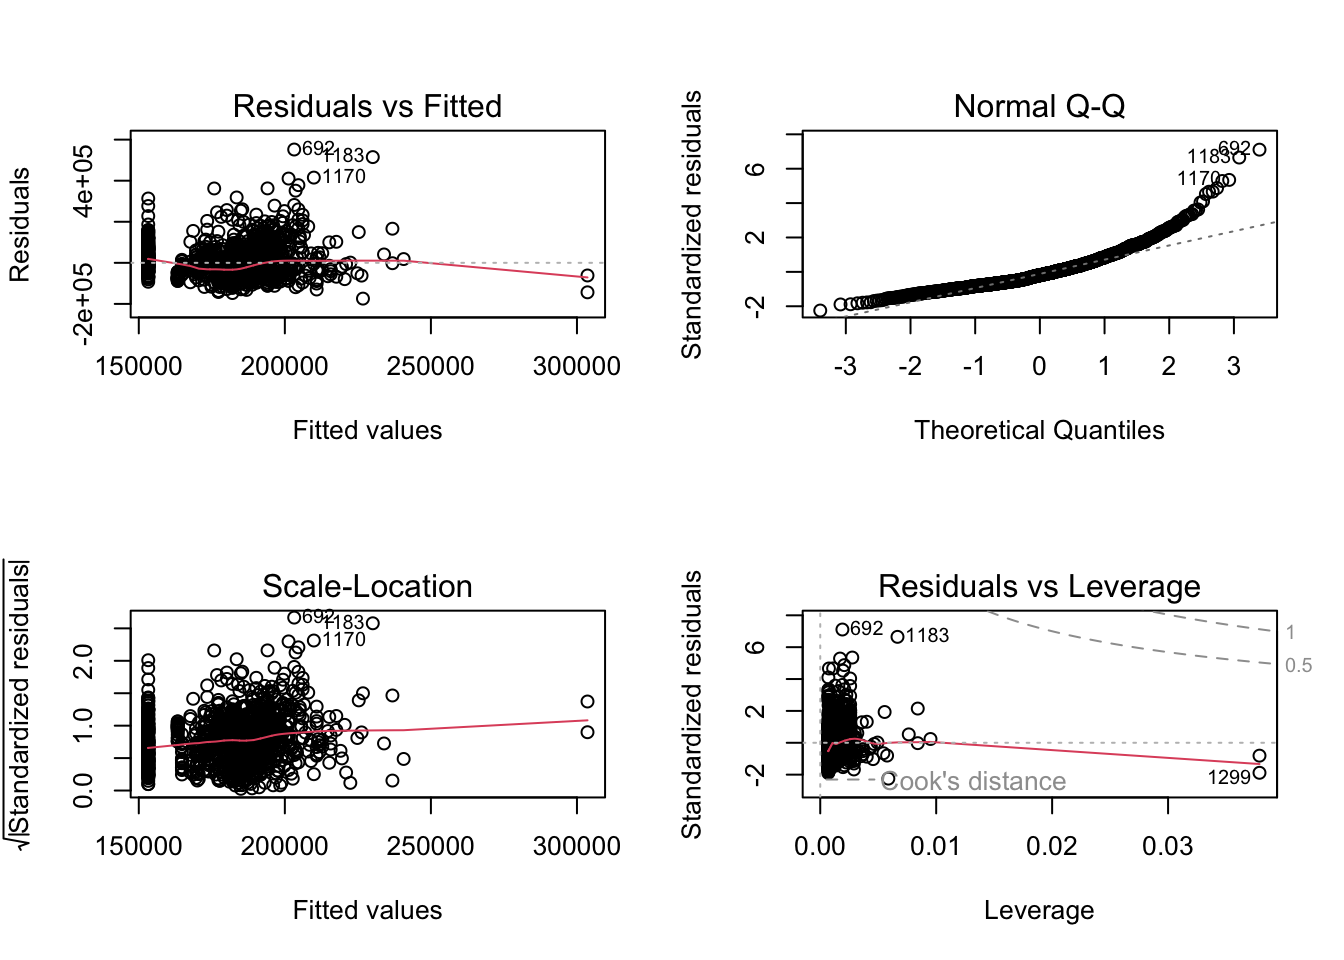 Residuals vs Fitted
Residuals
4e+05
-2e+05
692
1183
1170
150000 200000 250000 300000
Fitted values
Normal Q-Q
Standardized residuals
6
2
-2
692
1183
1170
-3 -2 -1 0 1 2 3
Theoretical Quantiles
Scale-Location
√|Standardized residuals|
2.0
1.0
0.0
692
1183
1170
150000 200000 250000 300000
Fitted values
Residuals vs Leverage
Standardized residuals
6
2
-2
692
1183
1
0.5
1299
Cook's distance
0.00 0.01 0.02 0.03
Leverage